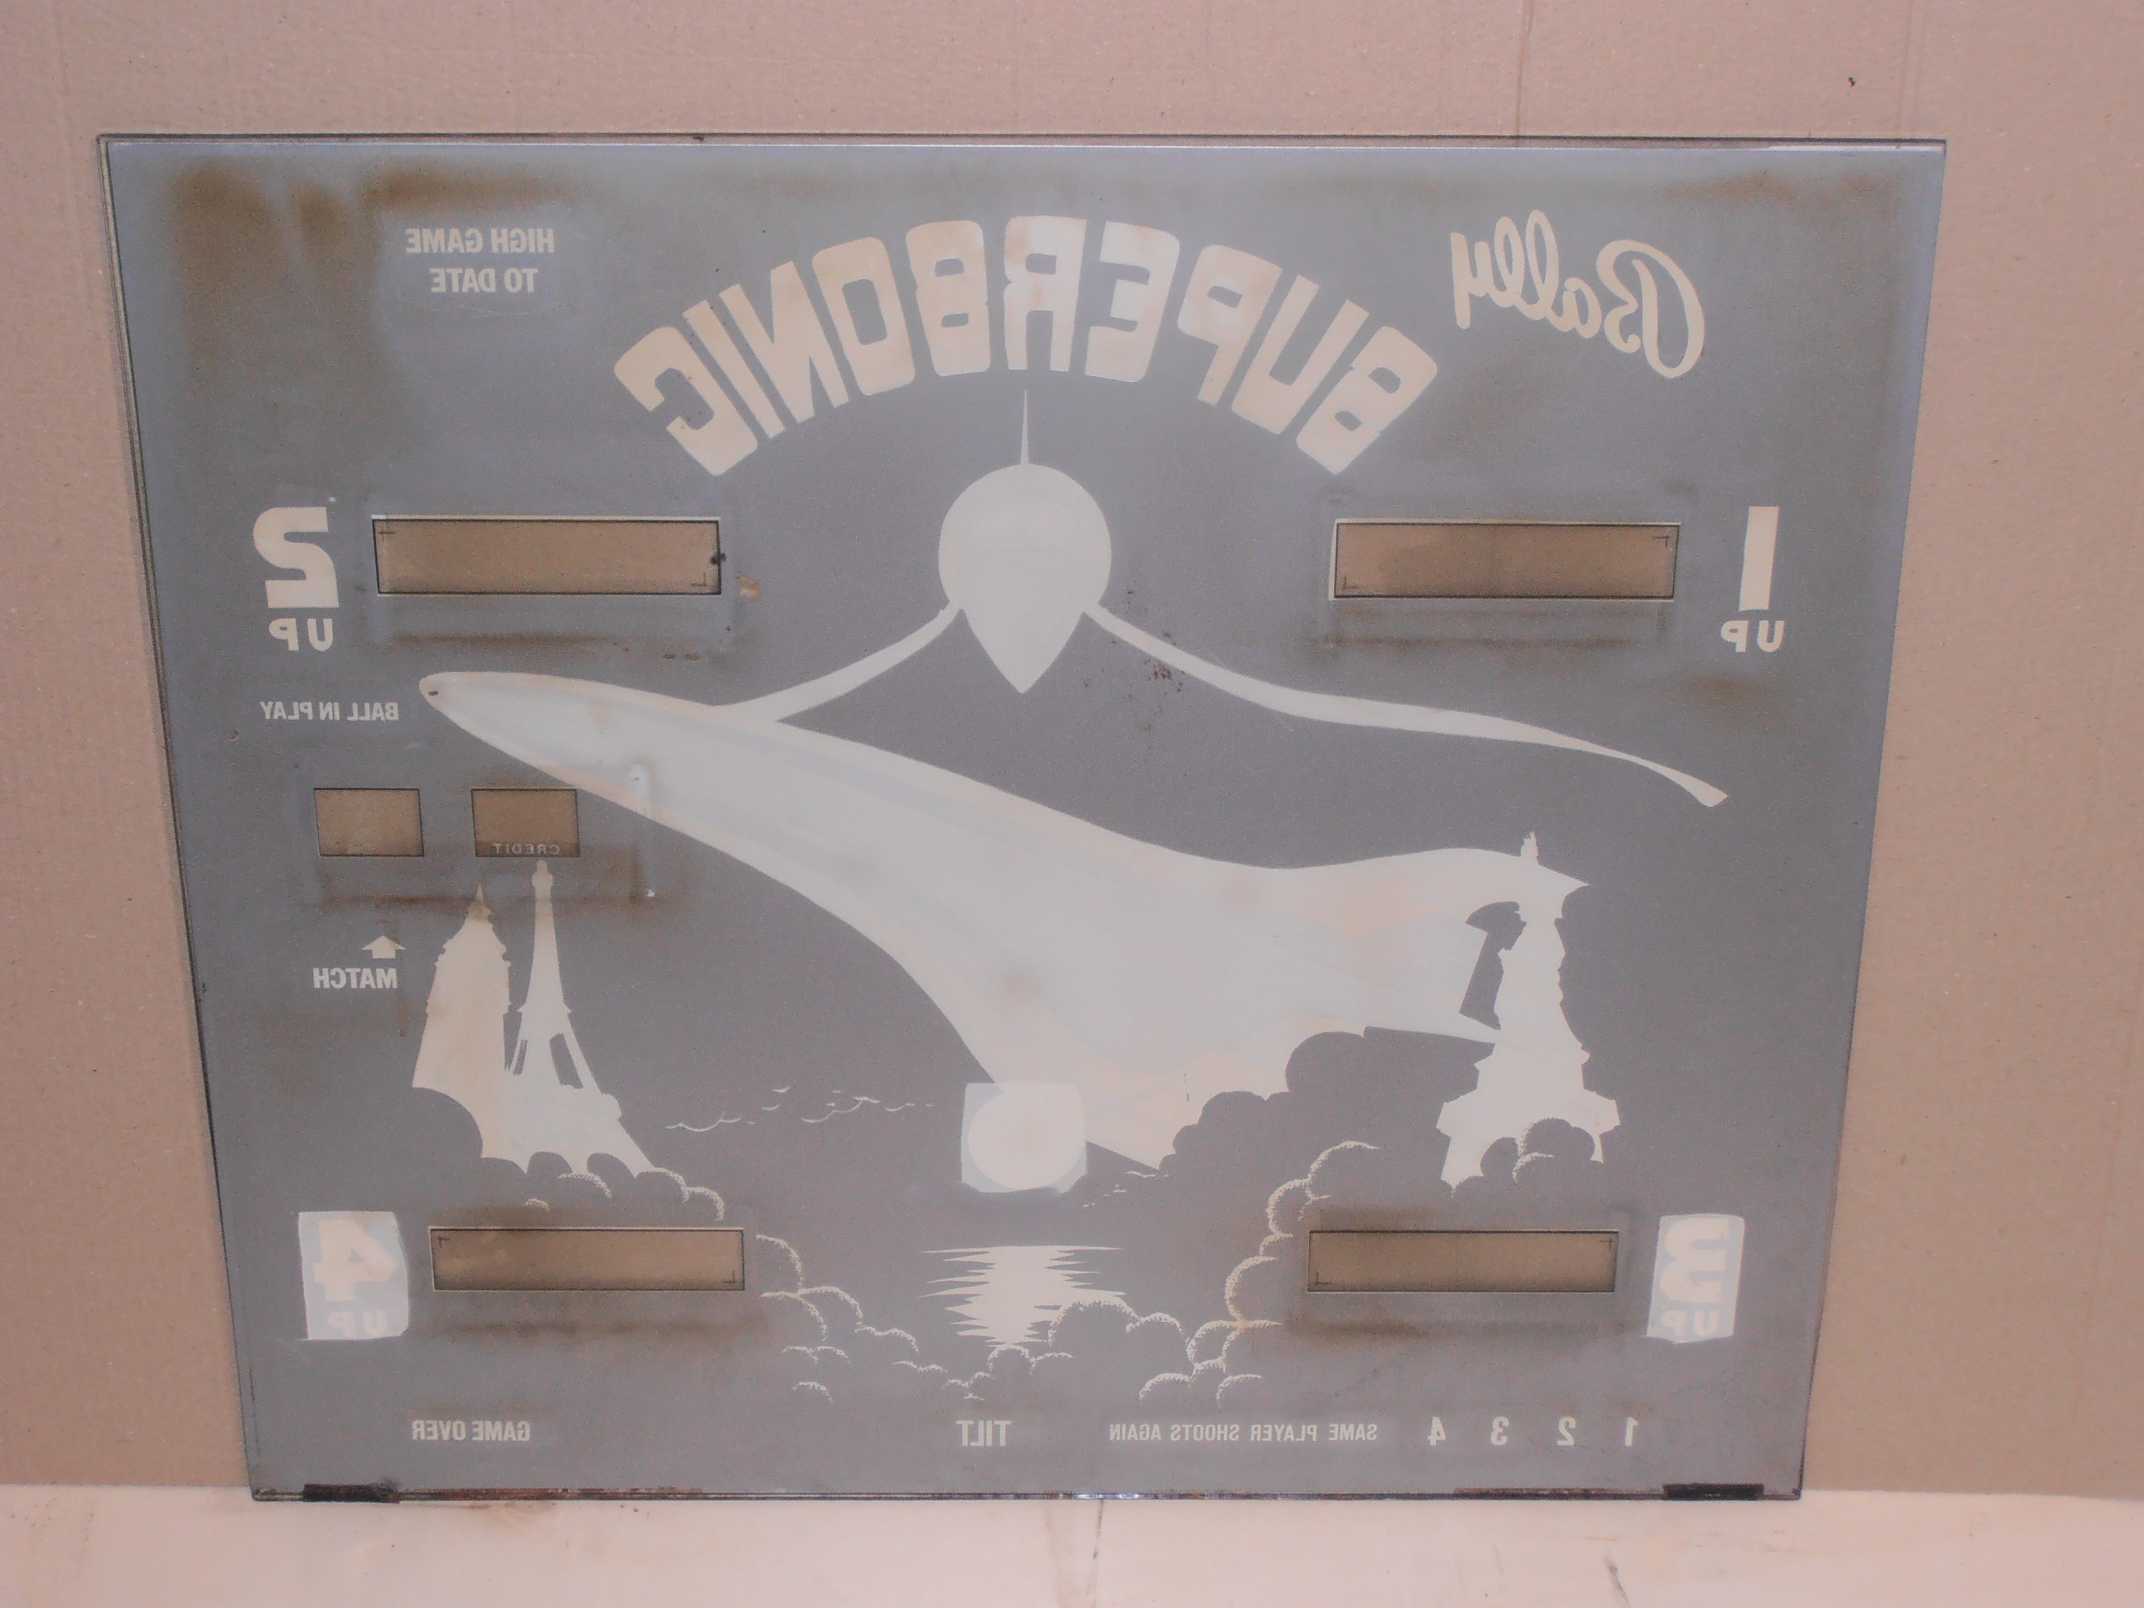 Bally
SUPERSONIC
HIGH GAME
TO DATE
1
UP
2
UP
BALL IN PLAY
CREDIT
MATCH
3
UP
4
UP
1 2 3 4
SAME PLAYER SHOOTS AGAIN
TILT
GAME OVER